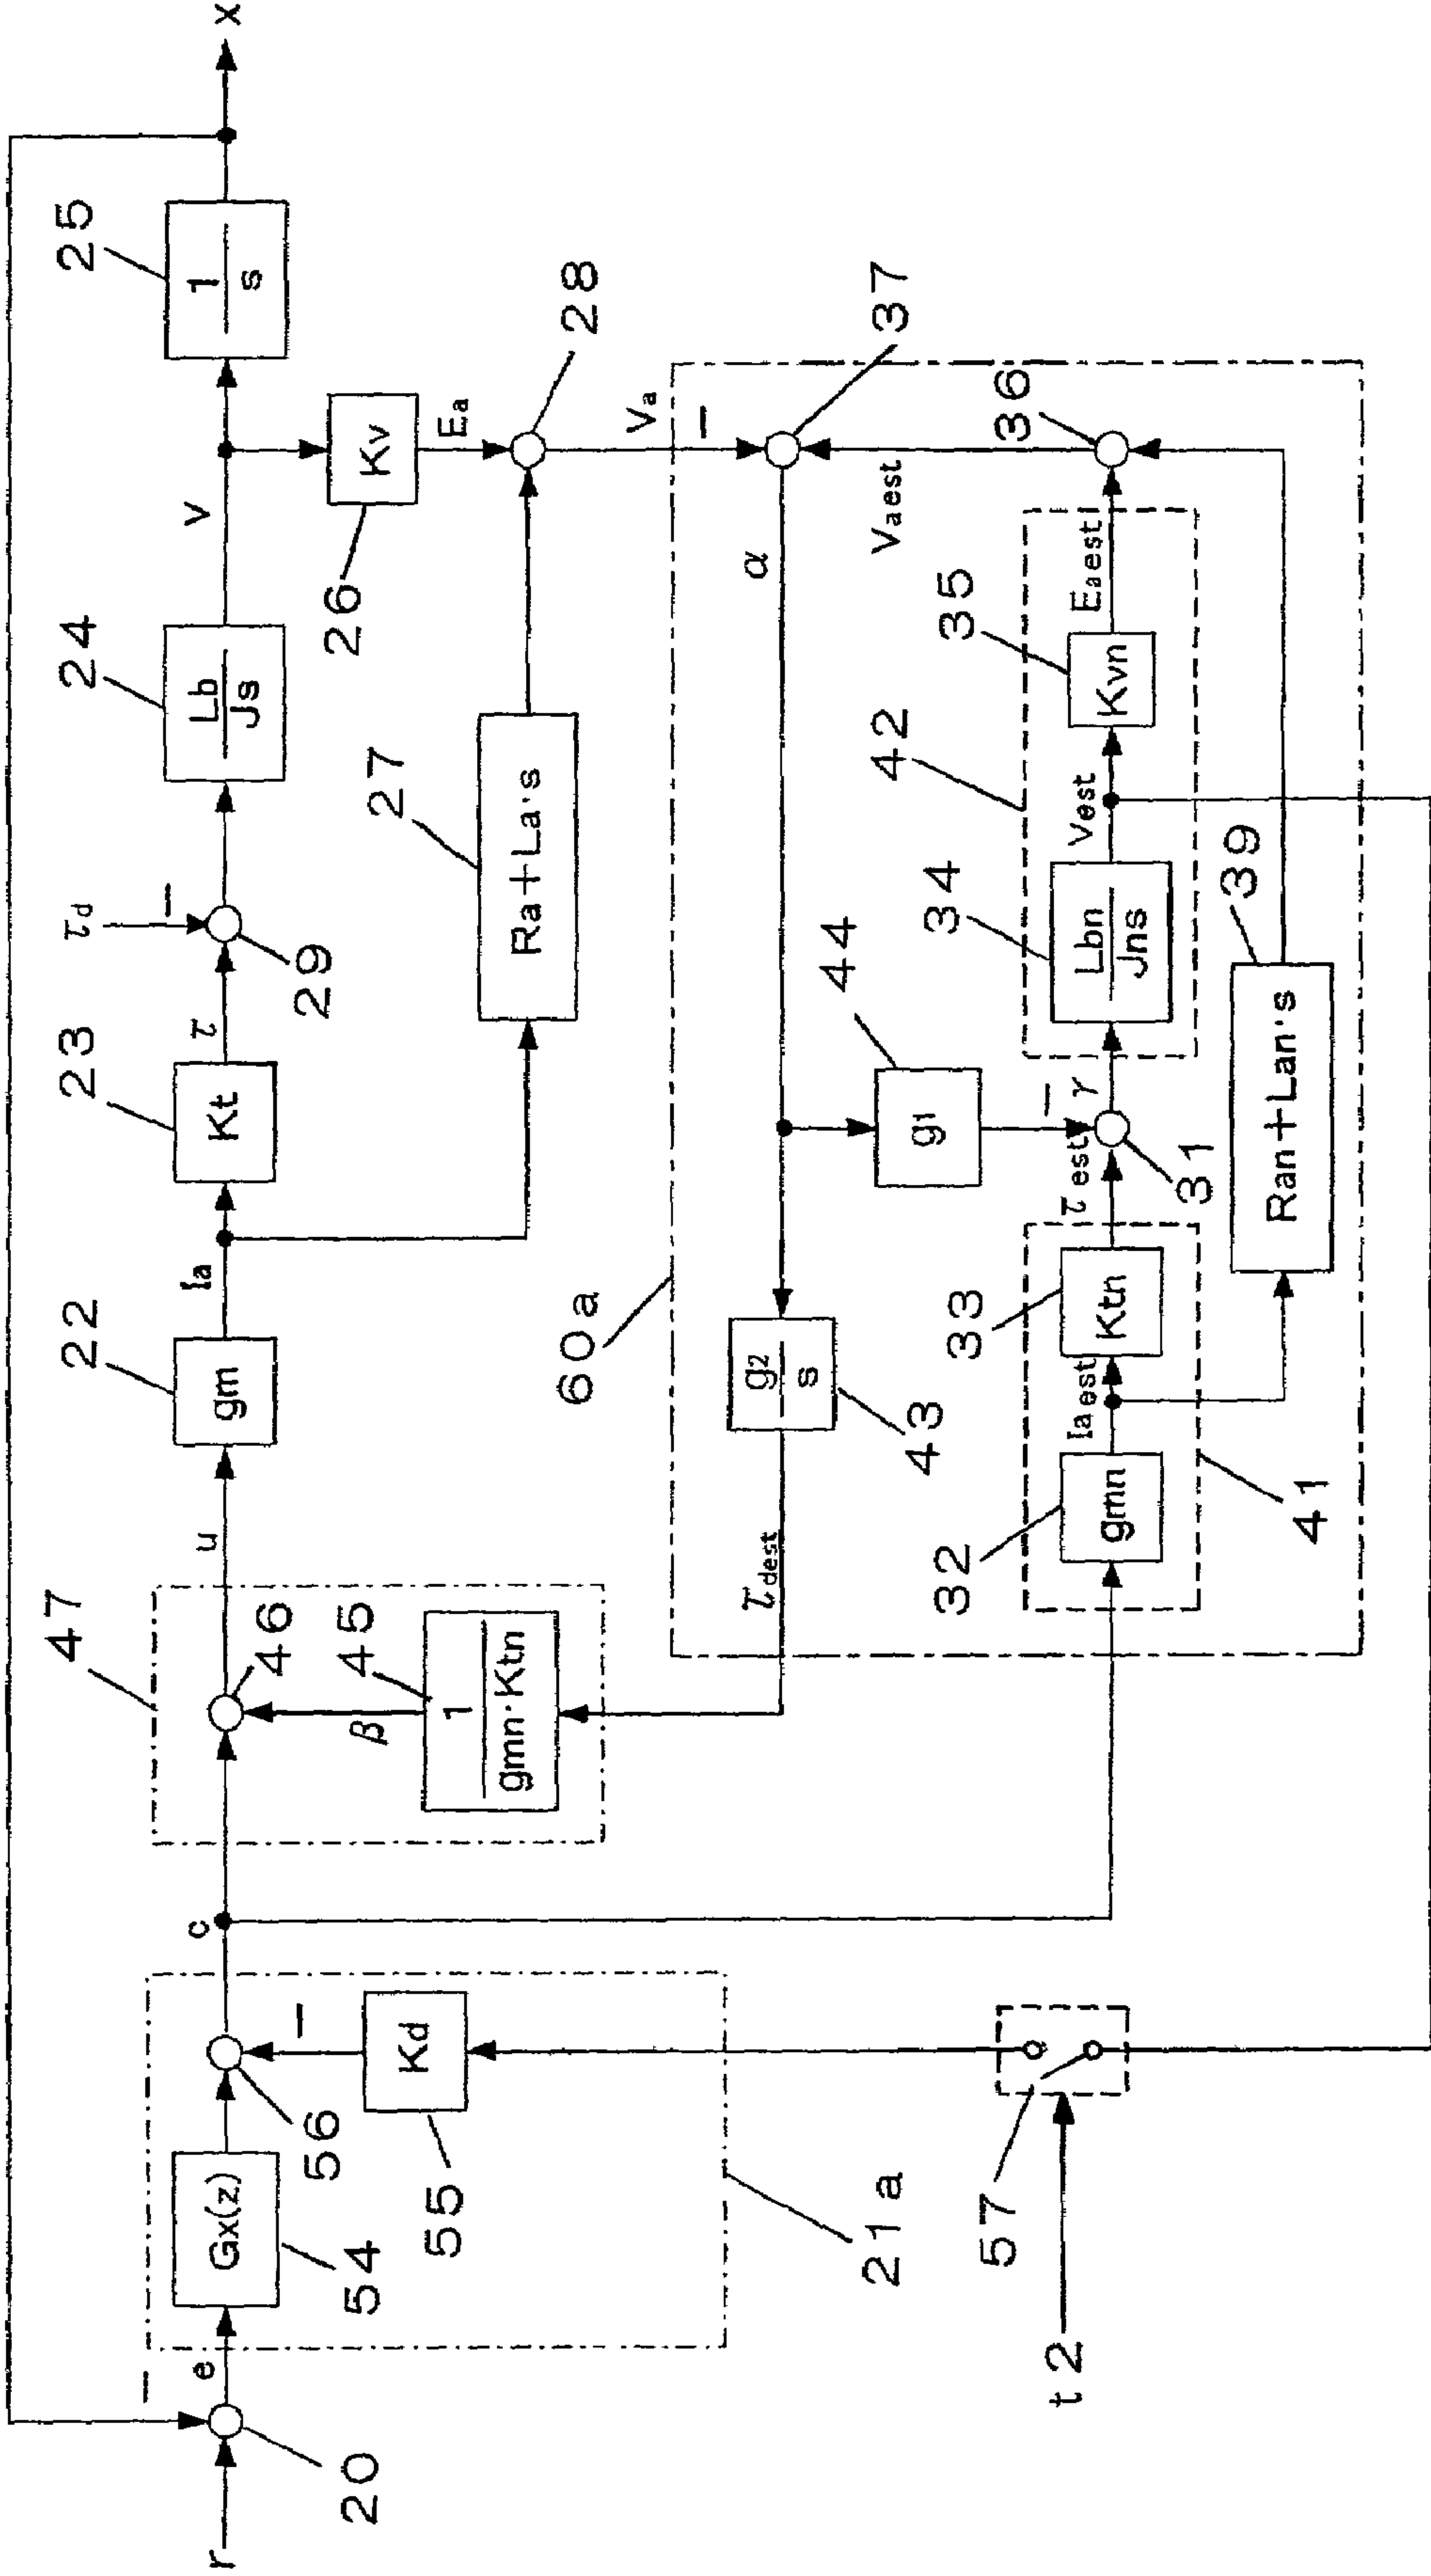 r
20
−
e
Gx(z)
54
56
−
Kd
55
21a
57
t2
c
47
46
β
45
1
gmn·Ktn
u
gm
22
Ia
Kt
23
τ
τd
−
29
Lb
Js
24
v
1
s
25
x
Kv
26
Ea
28
Ra+La's
27
Va
−
37
60a
α
g2
s
43
τdest
g1
44
−
gmn
32
Iaest
Ktn
33
41
τest
31
γ
Lbn
Jns
34
42
Vest
Kvn
35
Eaest
36
Vaest
Ran+Lan's
39